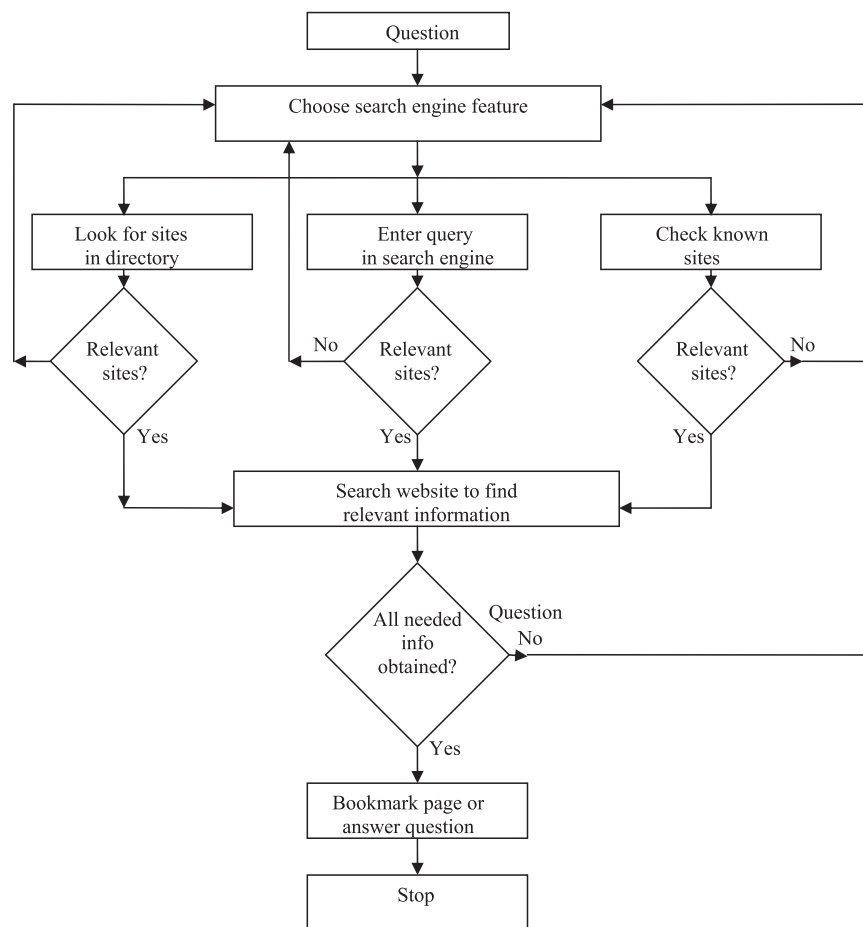 Question
Choose search engine feature
Look for sites
in directory
Enter query
in search engine
Check known
sites
Relevant
sites?
No
Relevant
sites?
Relevant
sites?
No
Yes
Yes
Yes
Search website to find
relevant information
All needed
info
obtained?
Question
No
Yes
Bookmark page or
answer question
Stop